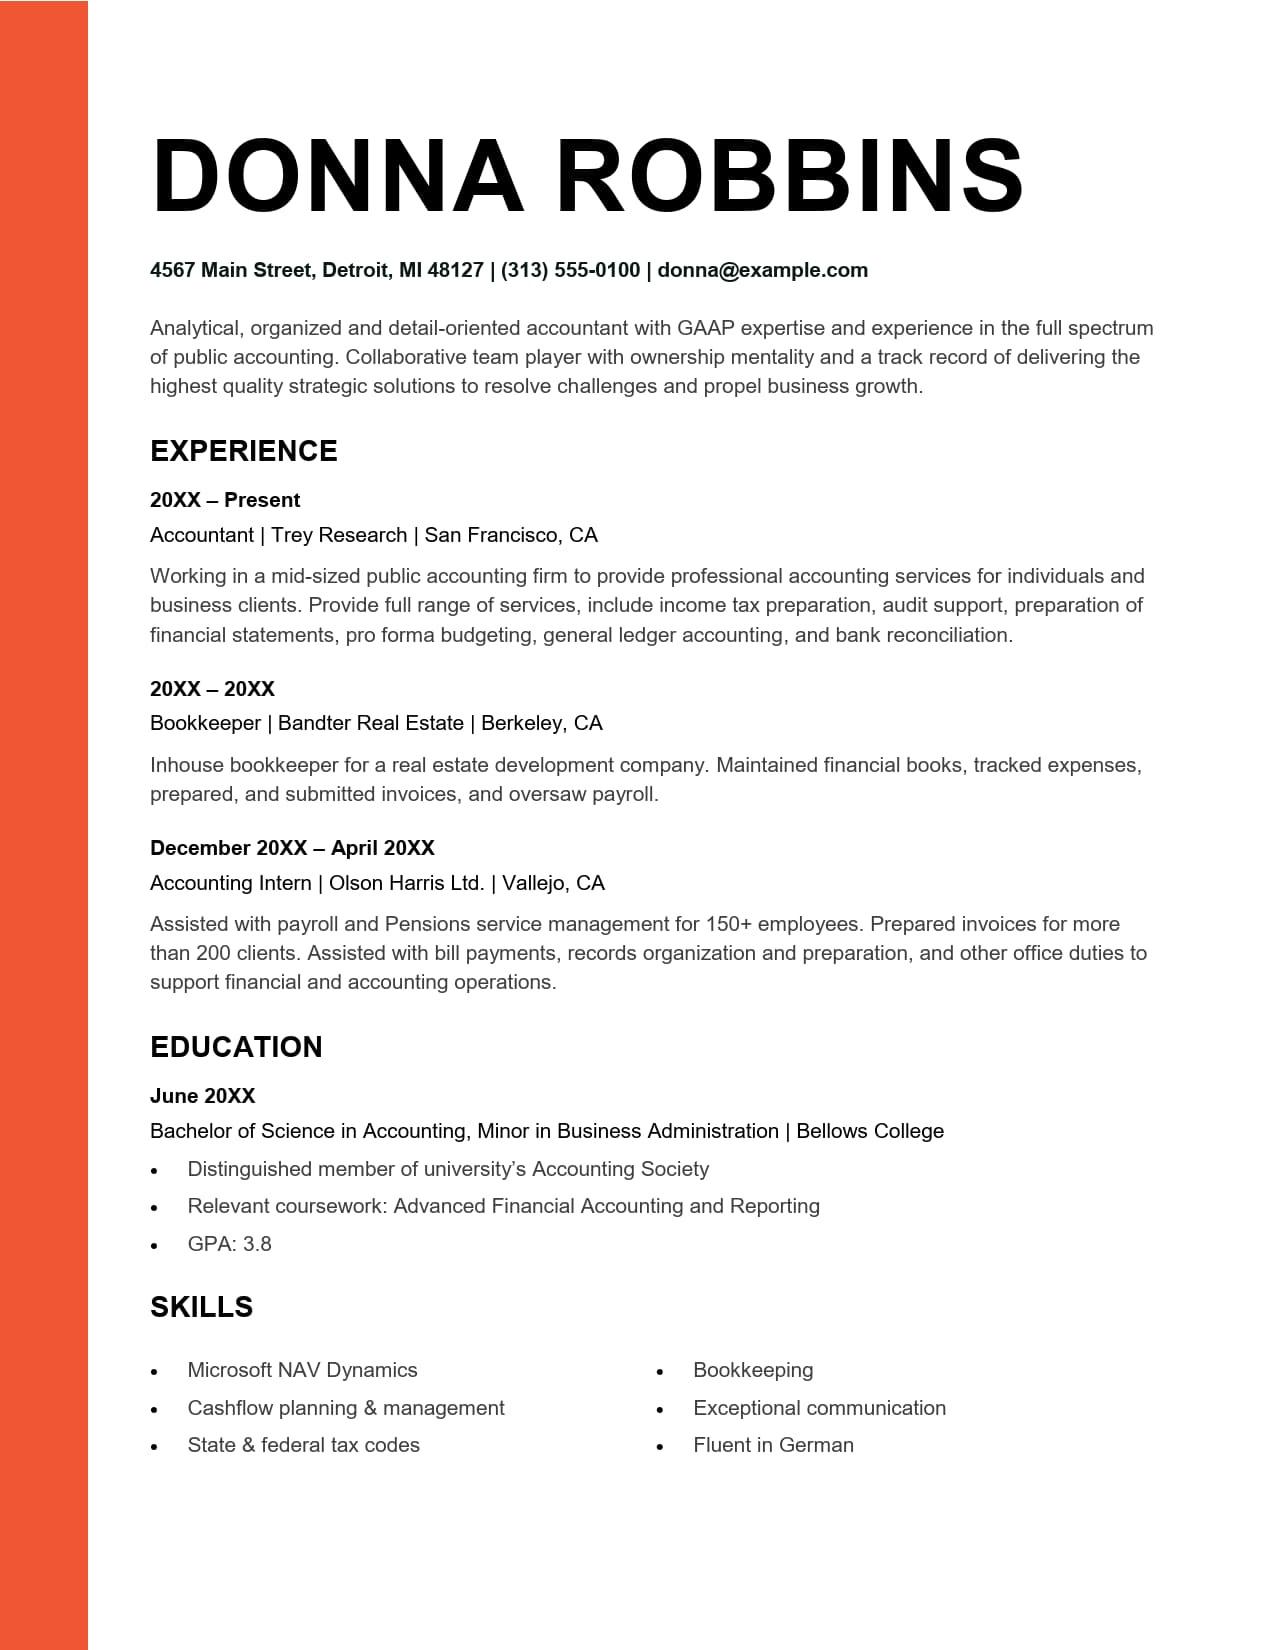 DONNA ROBBINS
4567 Main Street, Detroit, MI 48127 | (313) 555-0100 | donna@example.com
Analytical, organized and detail-oriented accountant with GAAP expertise and experience in the full spectrum
of public accounting. Collaborative team player with ownership mentality and a track record of delivering the
highest quality strategic solutions to resolve challenges and propel business growth.
EXPERIENCE
20XX – Present
Accountant | Trey Research | San Francisco, CA
Working in a mid-sized public accounting firm to provide professional accounting services for individuals and
business clients. Provide full range of services, include income tax preparation, audit support, preparation of
financial statements, pro forma budgeting, general ledger accounting, and bank reconciliation.
20XX – 20XX
Bookkeeper | Bandter Real Estate | Berkeley, CA
Inhouse bookkeeper for a real estate development company. Maintained financial books, tracked expenses,
prepared, and submitted invoices, and oversaw payroll.
December 20XX – April 20XX
Accounting Intern | Olson Harris Ltd. | Vallejo, CA
Assisted with payroll and Pensions service management for 150+ employees. Prepared invoices for more
than 200 clients. Assisted with bill payments, records organization and preparation, and other office duties to
support financial and accounting operations.
EDUCATION
June 20XX
Bachelor of Science in Accounting, Minor in Business Administration | Bellows College
• Distinguished member of university’s Accounting Society
• Relevant coursework: Advanced Financial Accounting and Reporting
• GPA: 3.8
SKILLS
• Microsoft NAV Dynamics
• Cashflow planning & management
• State & federal tax codes
• Bookkeeping
• Exceptional communication
• Fluent in German